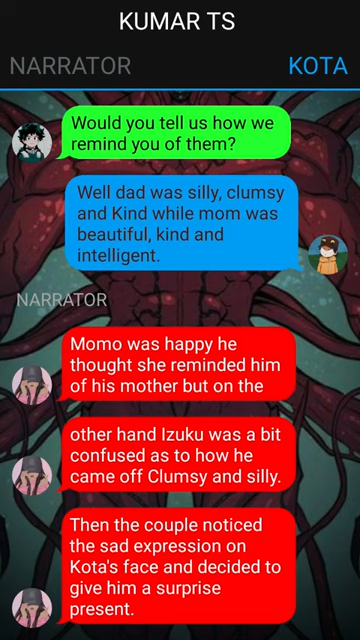 KUMAR TS
NARRATOR
KOTA
Would you tell us how we
remind you of them?
Well dad was silly, clumsy
and Kind while mom was
beautiful, kind and
intelligent.
NARRATOR
Momo was happy he
thought she reminded him
of his mother but on the
other hand Izuku was a bit
confused as to how he
came off Clumsy and silly.
Then the couple noticed
the sad expression on
Kota's face and decided to
give him a surprise
present.